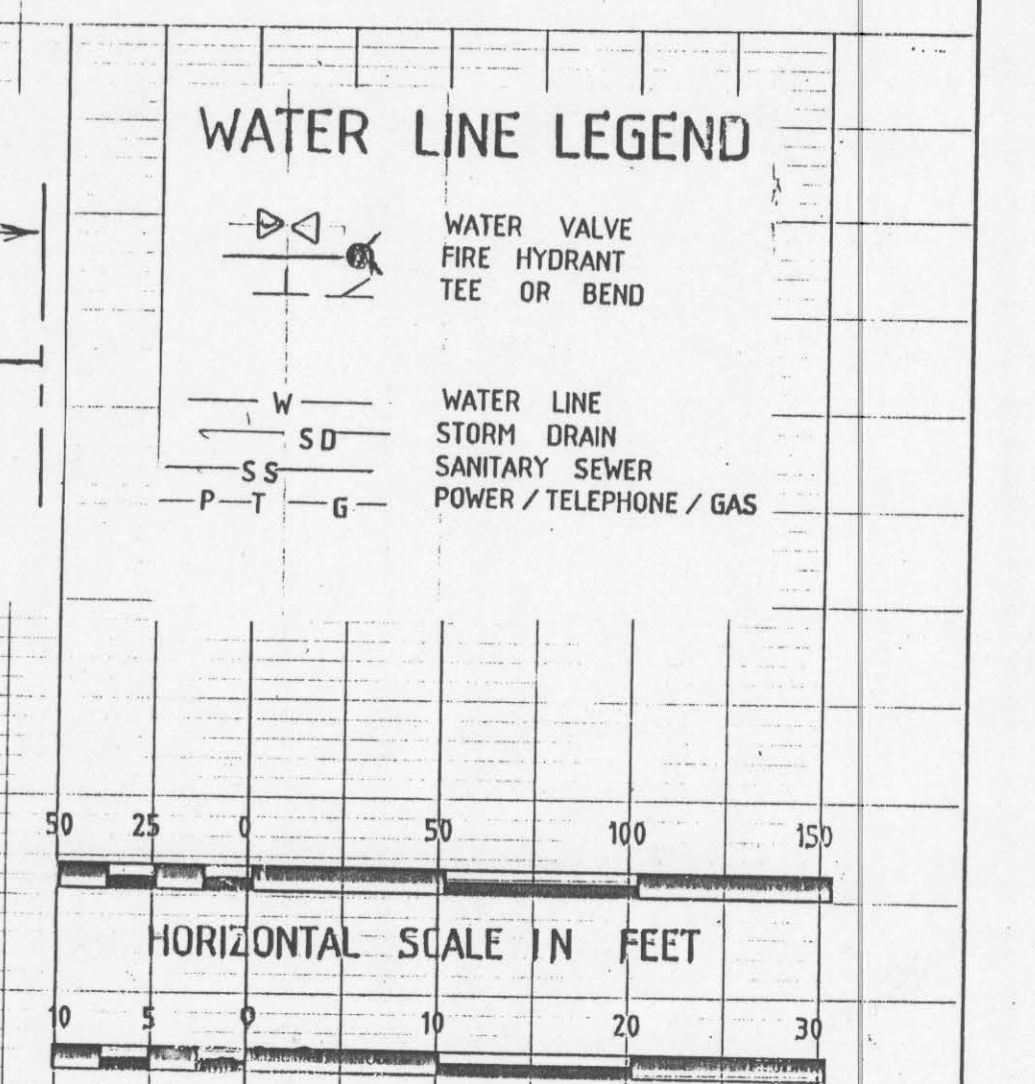 WATER LINE LEGEND
WATER VALVE
FIRE HYDRANT
TEE OR BEND
W WATER LINE
SD STORM DRAIN
SS SANITARY SEWER
P T G POWER / TELEPHONE / GAS
50 25 0 50 100 150
HORIZONTAL SCALE IN FEET
10 5 0 10 20 30